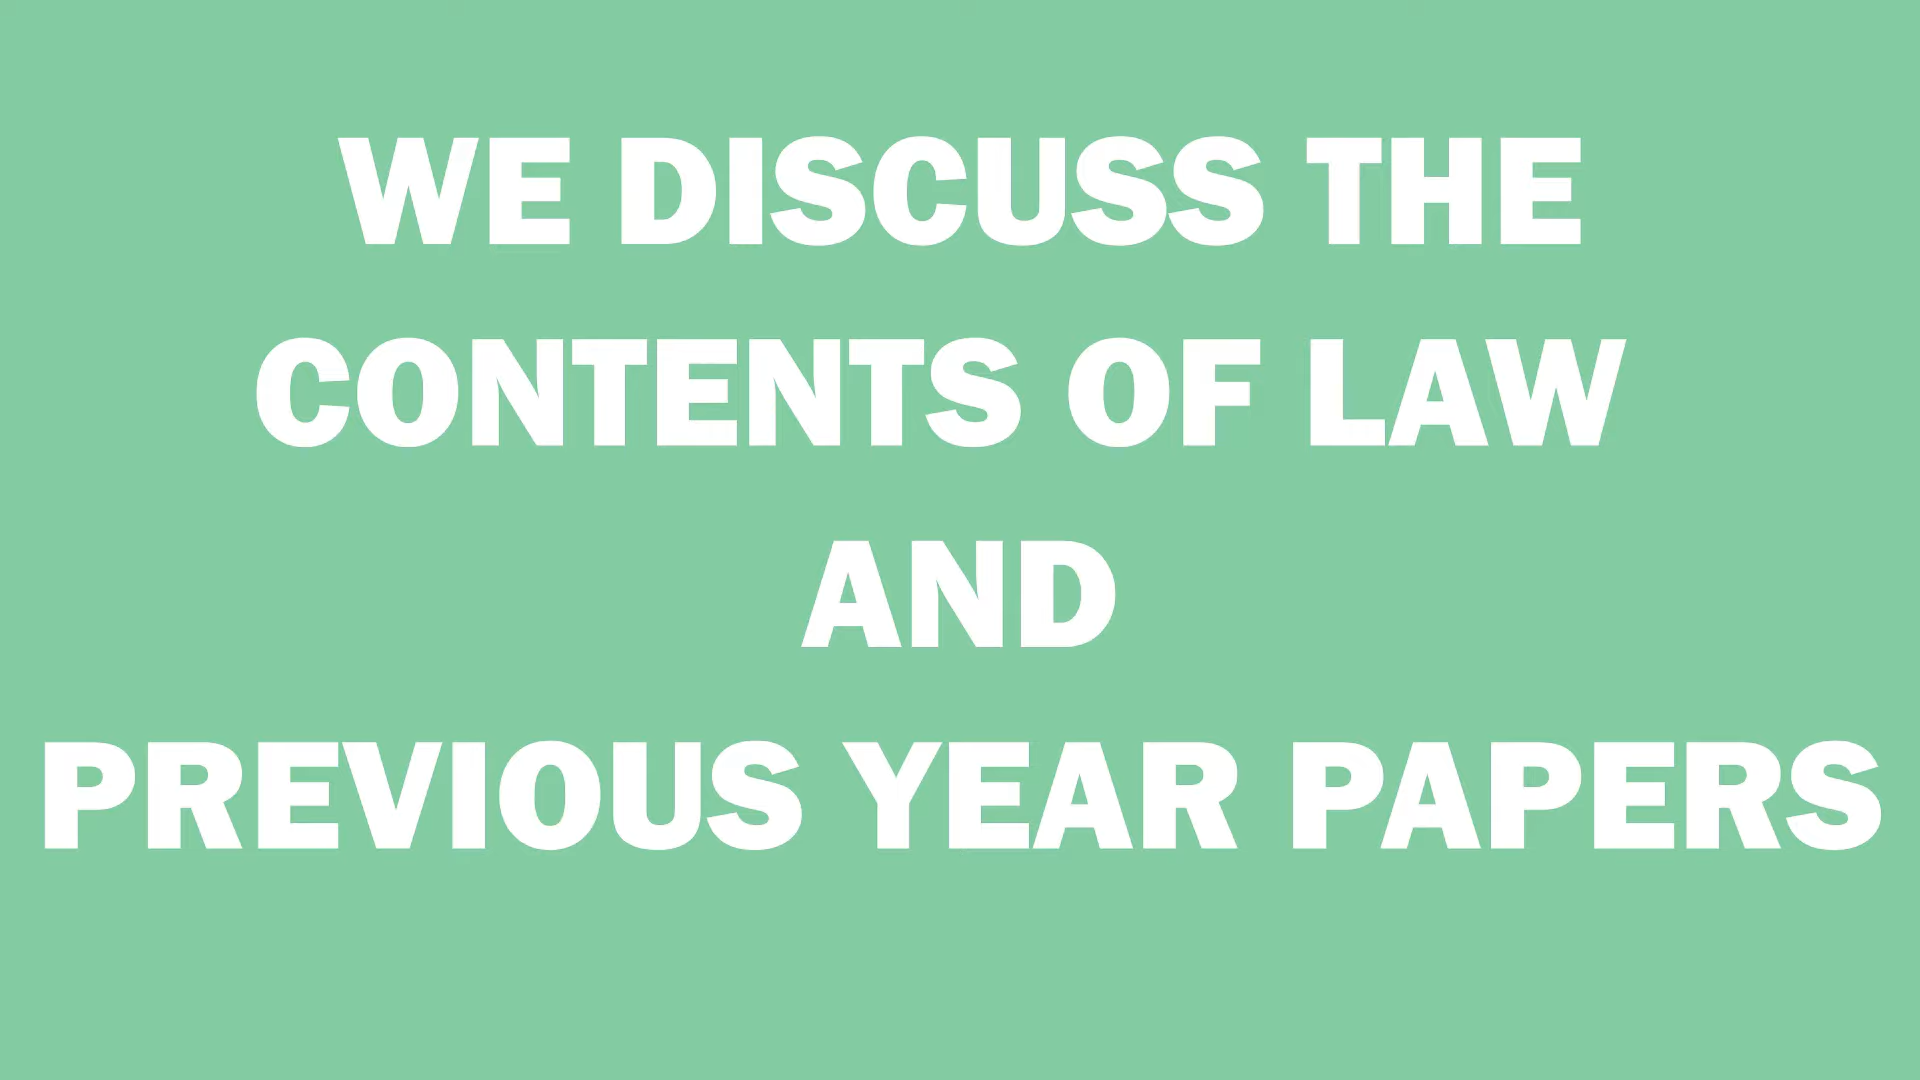 WE DISCUSS THE
CONTENTS OF LAW
AND
PREVIOUS YEAR PAPERS